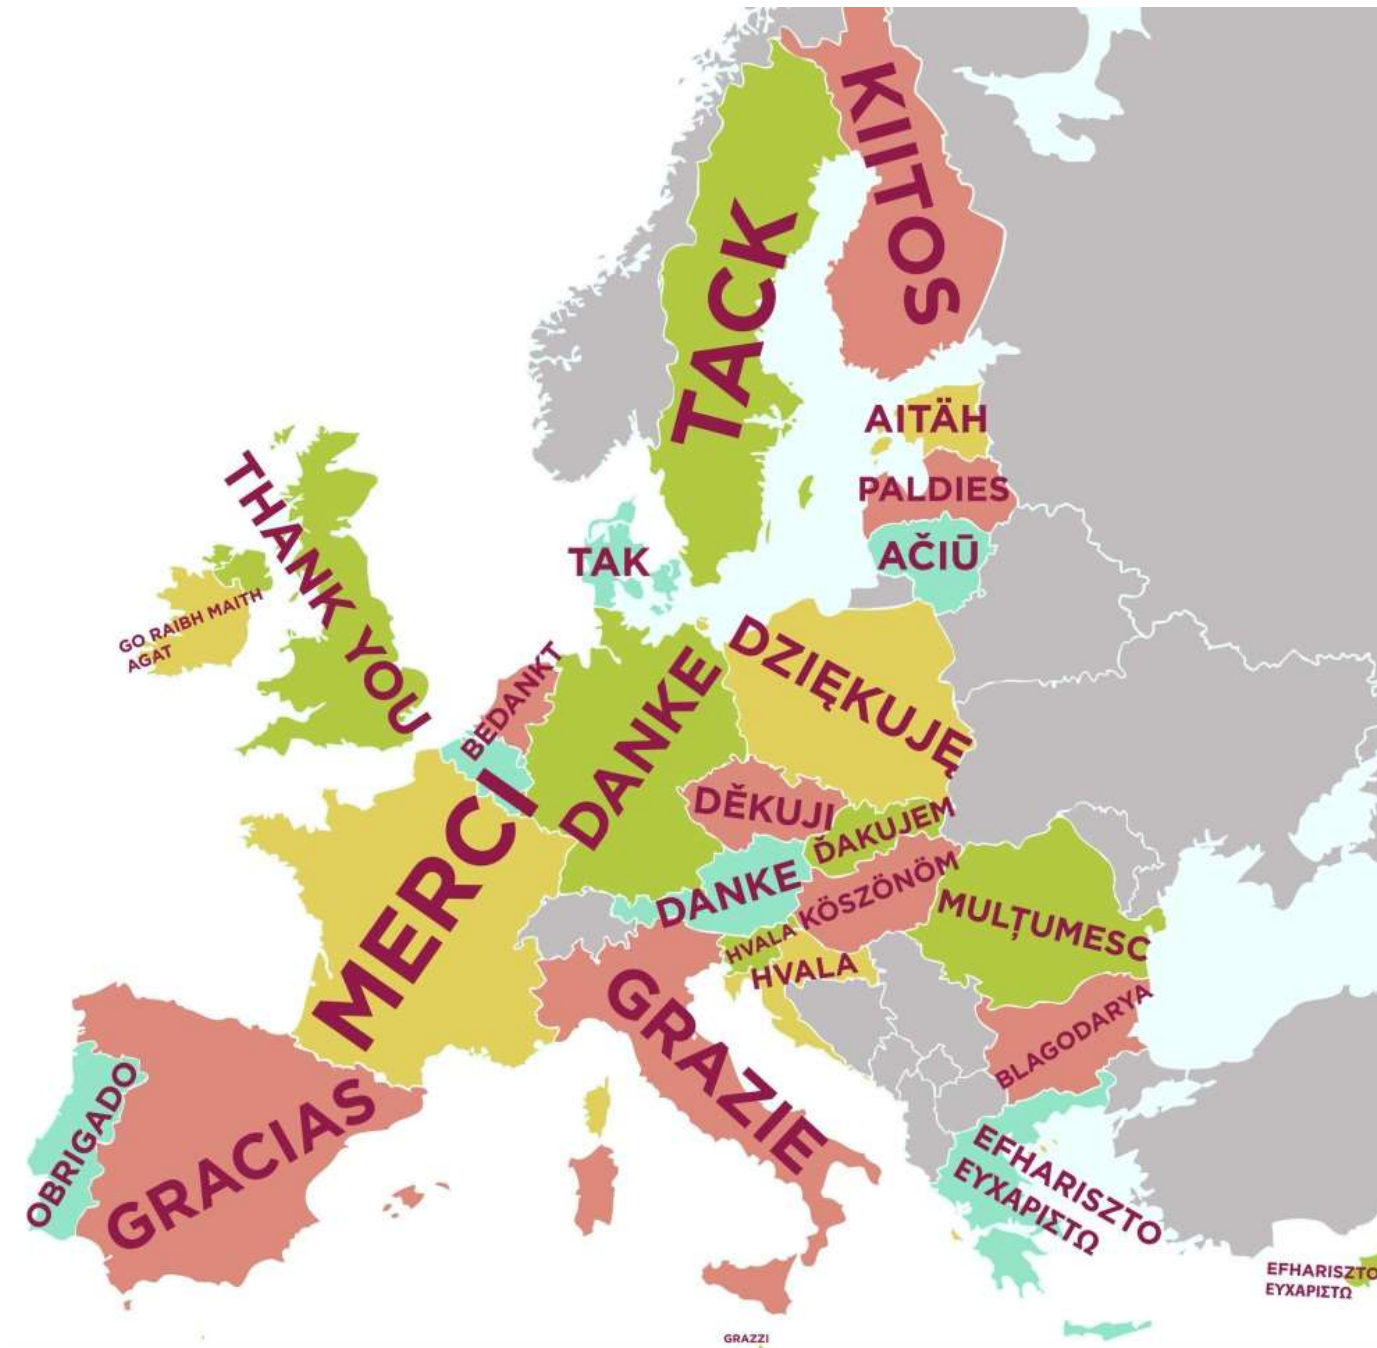 KIITOS
TACK
AITÄH
PALDIES
AČIŪ
TAK
THANK YOU
GO RAIBH MAITH
AGAT
BEDANKT
DANKE
DZIĘKUJĘ
MERCI
DĚKUJI
ĎAKUJEM
DANKE
KÖSZÖNÖM
MULȚUMESC
HVALA
HVALA
GRAZIE
BLAGODARYA
OBRIGADO
GRACIAS
EFHARISZTO
ΕΥΧΑΡΙΣΤΩ
EFHARISZTO
ΕΥΧΑΡΙΣΤΩ
GRAZZI